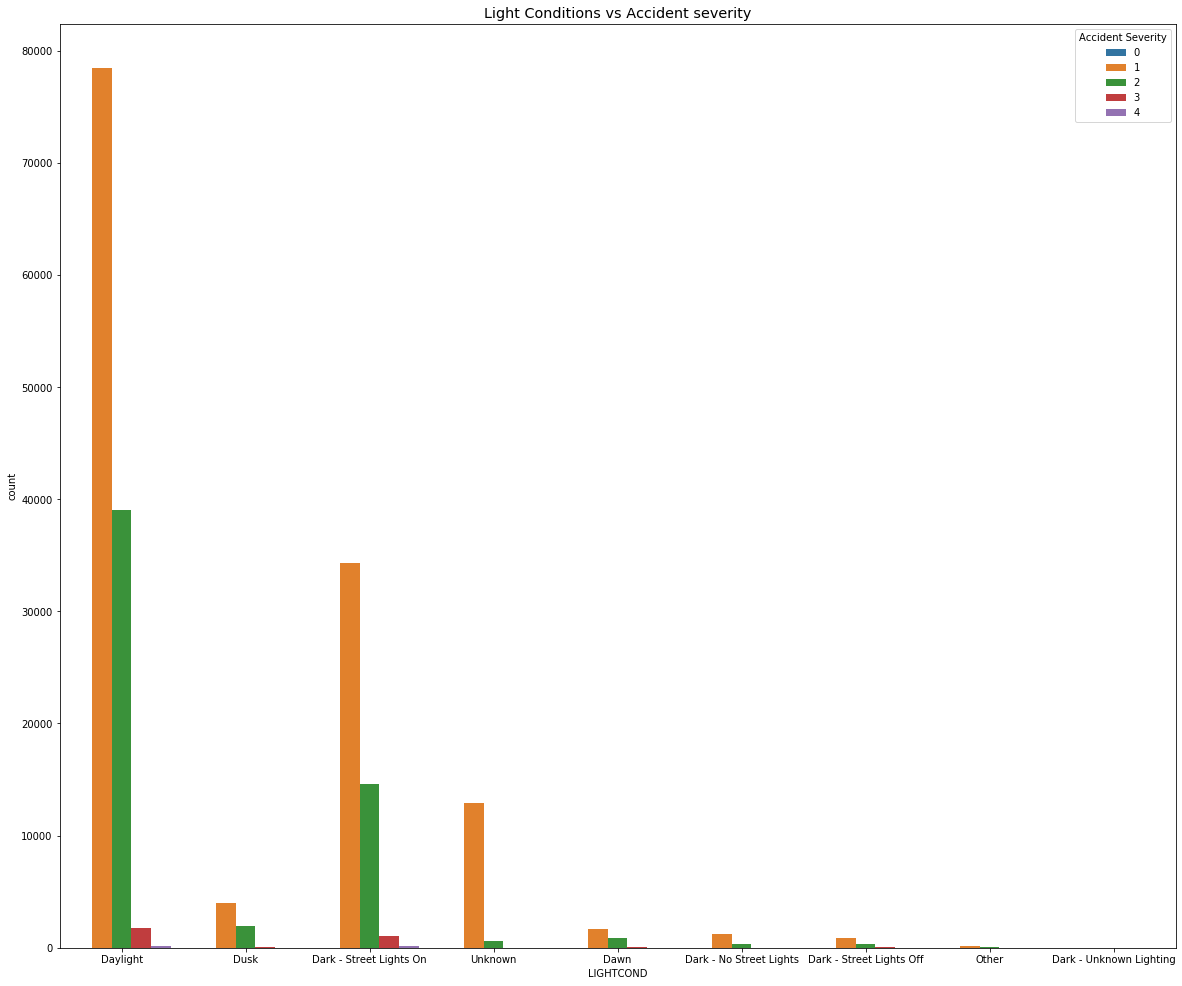 Light Conditions vs Accident severity
Accident Severity
0
1
2
3
4
80000
70000
60000
50000
40000
30000
20000
10000
0
count
Daylight Dusk Dark - Street Lights On Unknown Dawn Dark - No Street Lights Dark - Street Lights Off Other Dark - Unknown Lighting
LIGHTCOND